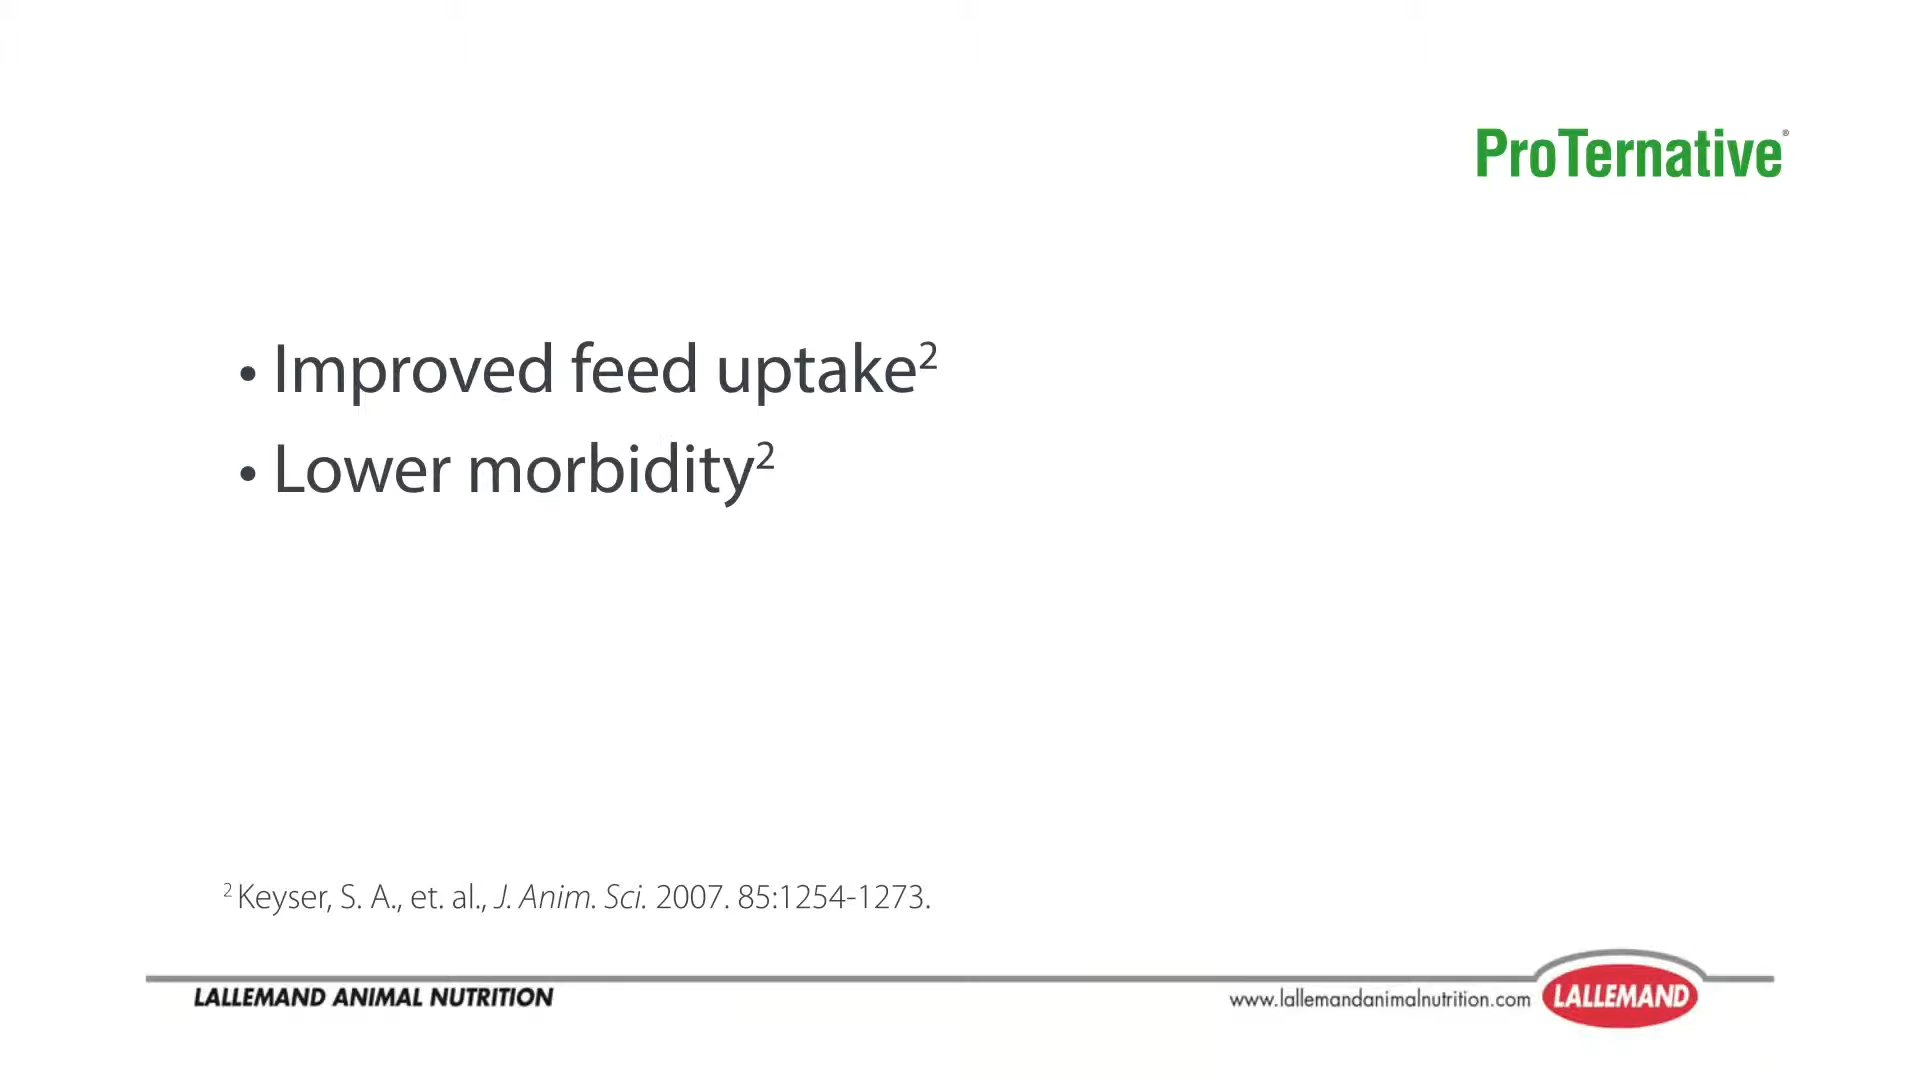 ProTernative®
• Improved feed uptake²
• Lower morbidity²
² Keyser, S. A., et. al., J. Anim. Sci. 2007. 85:1254-1273.
LALLEMAND ANIMAL NUTRITION
www.lallemandanimalnutrition.com
LALLEMAND